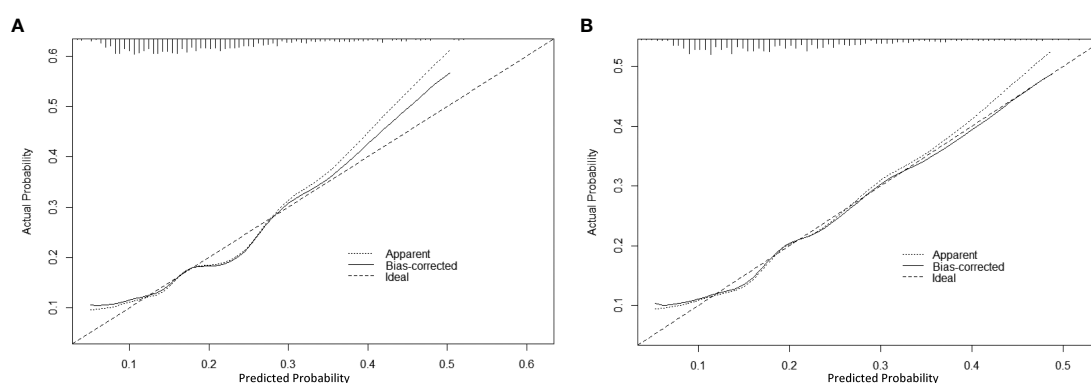 A
0.6
0.5
0.4
0.3
0.2
0.1
Actual Probability
Apparent
Bias-corrected
Ideal
0.1 0.2 0.3 0.4 0.5 0.6
Predicted Probability
B
0.5
0.4
0.3
0.2
0.1
Actual Probability
Apparent
Bias-corrected
Ideal
0.1 0.2 0.3 0.4 0.5
Predicted Probability